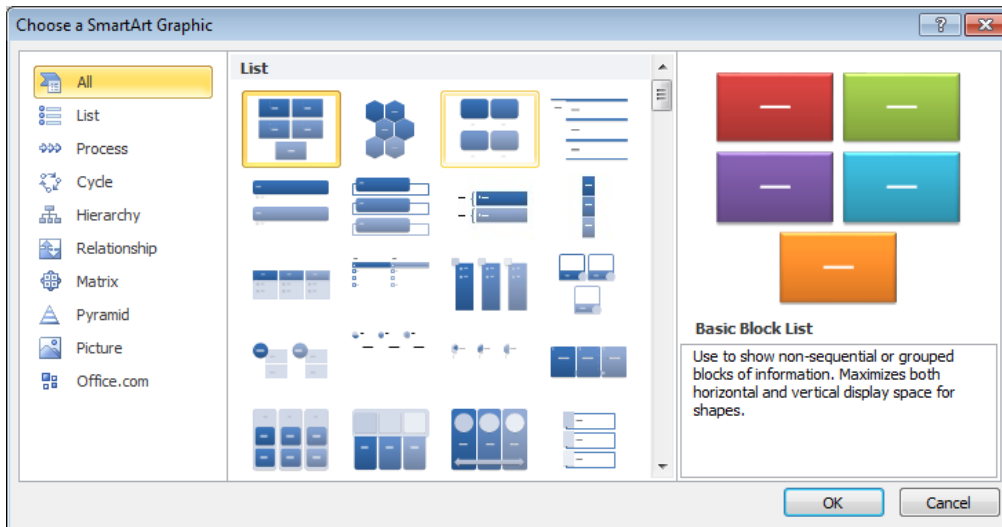 Choose a SmartArt Graphic
All
List
Process
Cycle
Hierarchy
Relationship
Matrix
Pyramid
Picture
Office.com
List
Basic Block List
Use to show non-sequential or grouped
blocks of information. Maximizes both
horizontal and vertical display space for
shapes.
OK
Cancel